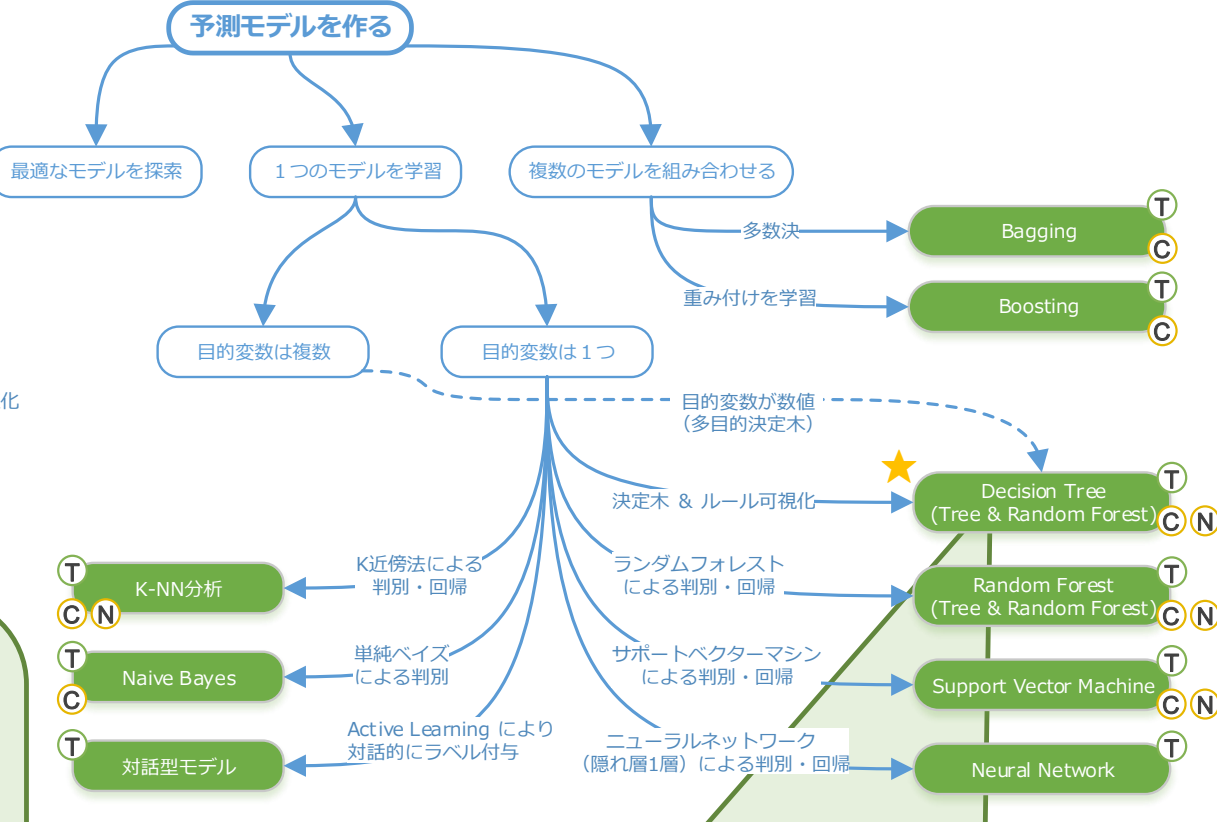 予測モデルを作る
最適なモデルを探索
１つのモデルを学習
複数のモデルを組み合わせる
多数決
Bagging
T
C
重み付けを学習
Boosting
T
C
目的変数は複数
目的変数は１つ
化
目的変数が数値
（多目的決定木）
決定木 ＆ ルール可視化
Decision Tree
(Tree & Random Forest)
T
C
N
K近傍法による
判別・回帰
K-NN分析
T
C
N
ランダムフォレスト
による判別・回帰
Random Forest
(Tree & Random Forest)
T
C
N
単純ベイズ
による判別
Naive Bayes
T
C
サポートベクターマシン
による判別・回帰
Support Vector Machine
T
C
N
Active Learning により
対話的にラベル付与
対話型モデル
T
ニューラルネットワーク
（隠れ層1層）による判別・回帰
Neural Network
T